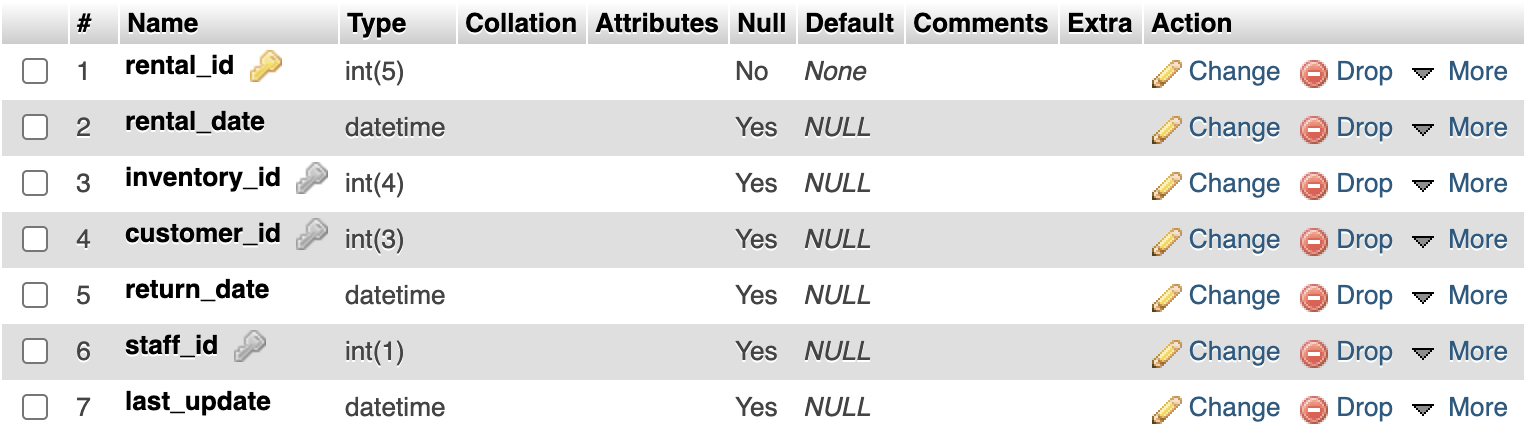 # Name Type Collation Attributes Null Default Comments Extra Action
1 rental_id int(5) No None Change Drop More
2 rental_date datetime Yes NULL Change Drop More
3 inventory_id int(4) Yes NULL Change Drop More
4 customer_id int(3) Yes NULL Change Drop More
5 return_date datetime Yes NULL Change Drop More
6 staff_id int(1) Yes NULL Change Drop More
7 last_update datetime Yes NULL Change Drop More